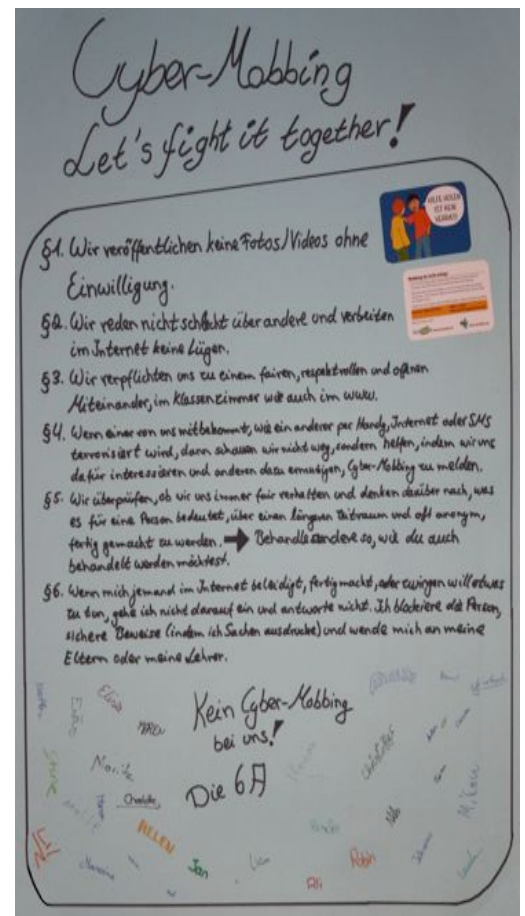 Cyber-Mobbing
Let's fight it together!
HILFE HOLEN
IST KEIN
VERRAT!
§1. Wir veröffentlichen keine Fotos/Videos ohne
Einwilligung.
§2. Wir reden nicht schlecht über andere und verbreiten
im Internet keine Lügen.
§3. Wir verpflichten uns zu einem fairen, respektvollen und offenen
Miteinander, im Klassenzimmer wie auch im www.
§4. Wenn einer von uns mitbekommt, wie ein anderer per Handy, Internet oder SMS
terrorisiert wird, dann schauen wir nicht weg, sondern helfen, indem wir uns
dafür interessieren und anderen dazu ermutigen, Cyber-Mobbing zu melden.
§5. Wir überprüfen, ob wir uns immer fair verhalten und denken darüber nach, was
es für eine Person bedeutet, über einen längeren Zeitraum und oft anonym,
fertig gemacht zu werden. → Behandle andere so, wie du auch
behandelt werden möchtest.
§6. Wenn mich jemand im Internet beleidigt, fertig macht, oder zwingen will etwas
zu tun, gehe ich nicht darauf ein und antworte nicht. Ich blockiere die Person,
sichere Beweise (indem ich Sachen ausdrucke) und wende mich an meine
Eltern oder meine Lehrer.
Kein Cyber-Mobbing
bei uns!
Die 6A
Elisa
Moritz
Charlotte
HELEN
Jan
Ali
Robin